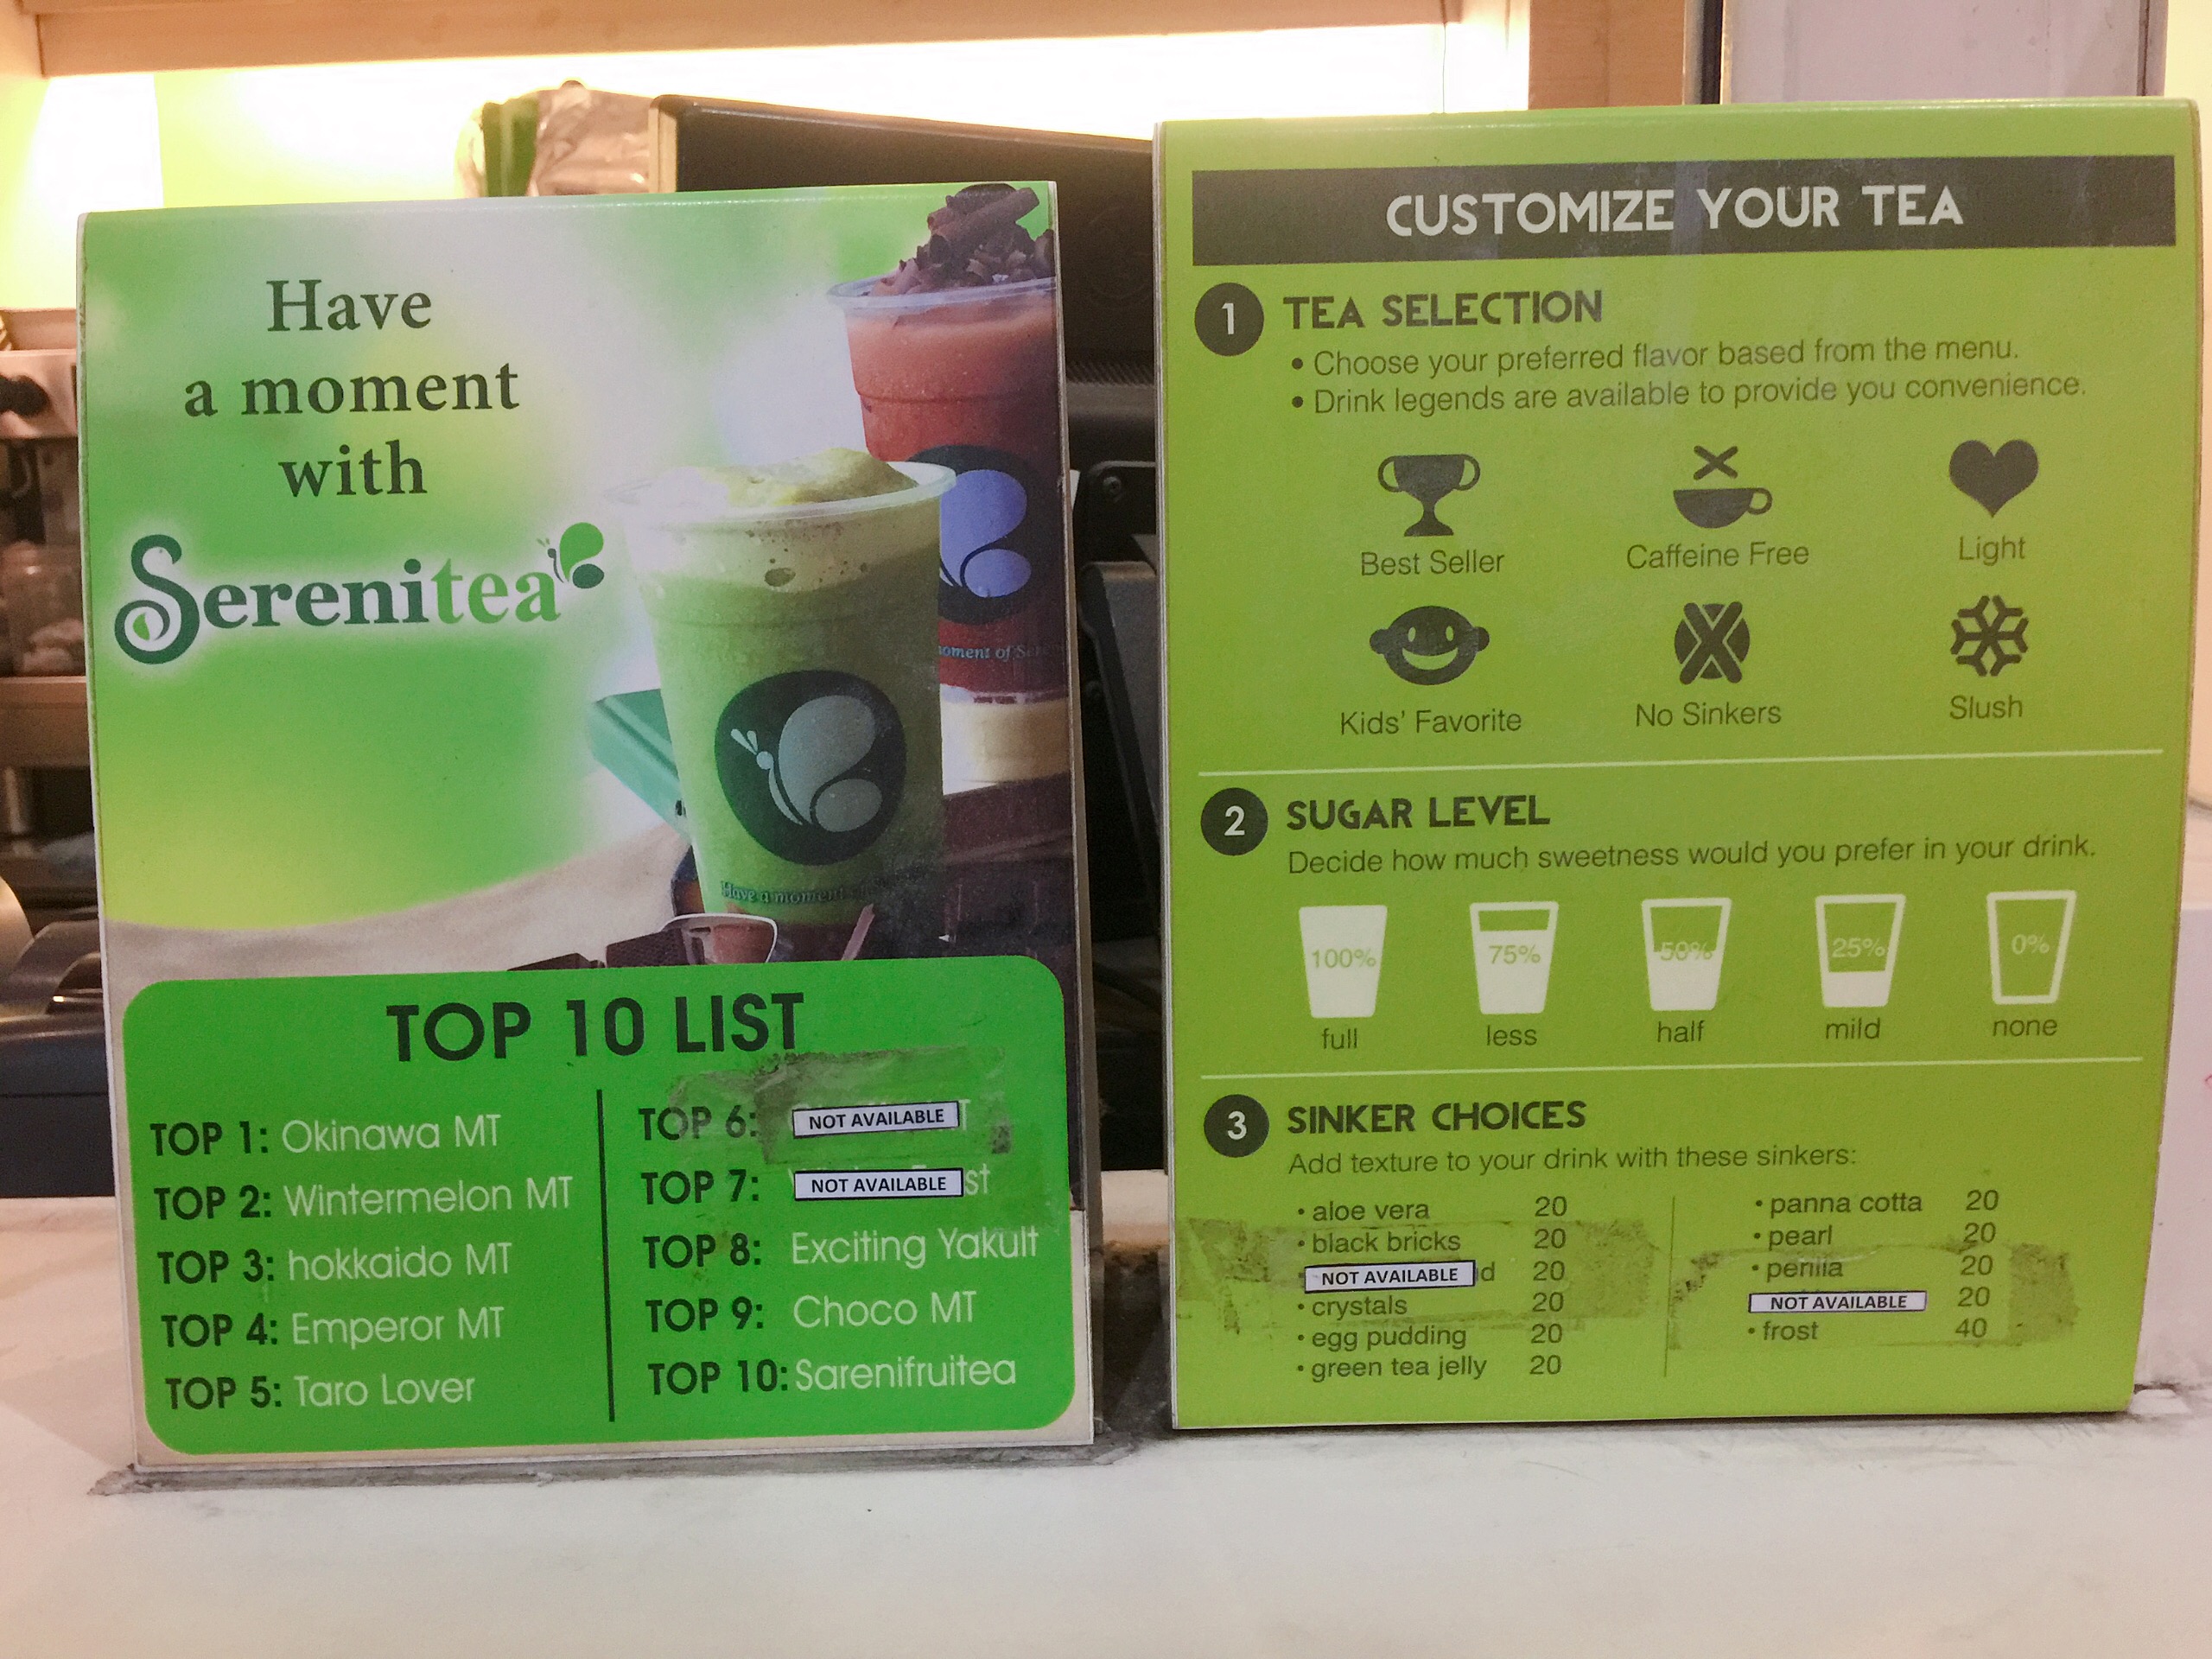 Have
a moment
with
Serenitea
Have a moment
moment of
TOP 10 LIST
TOP 1: Okinawa MT
TOP 2: Wintermelon MT
TOP 3: hokkaido MT
TOP 4: Emperor MT
TOP 5: Taro Lover
TOP 6: NOT AVAILABLE T
TOP 7: NOT AVAILABLE st
TOP 8: Exciting Yakult
TOP 9: Choco MT
TOP 10: Sarenifruitea
CUSTOMIZE YOUR TEA
1 TEA SELECTION
• Choose your preferred flavor based from the menu.
• Drink legends are available to provide you convenience.
Best Seller
Caffeine Free
Light
Kids' Favorite
No Sinkers
Slush
2 SUGAR LEVEL
Decide how much sweetness would you prefer in your drink.
100% 75% 50% 25% 0%
full less half mild none
3 SINKER CHOICES
Add texture to your drink with these sinkers:
• aloe vera 20
• black bricks 20
NOT AVAILABLE d 20
• crystals 20
• egg pudding 20
• green tea jelly 20
• panna cotta 20
• pearl 20
• perilla 20
NOT AVAILABLE 20
• frost 40